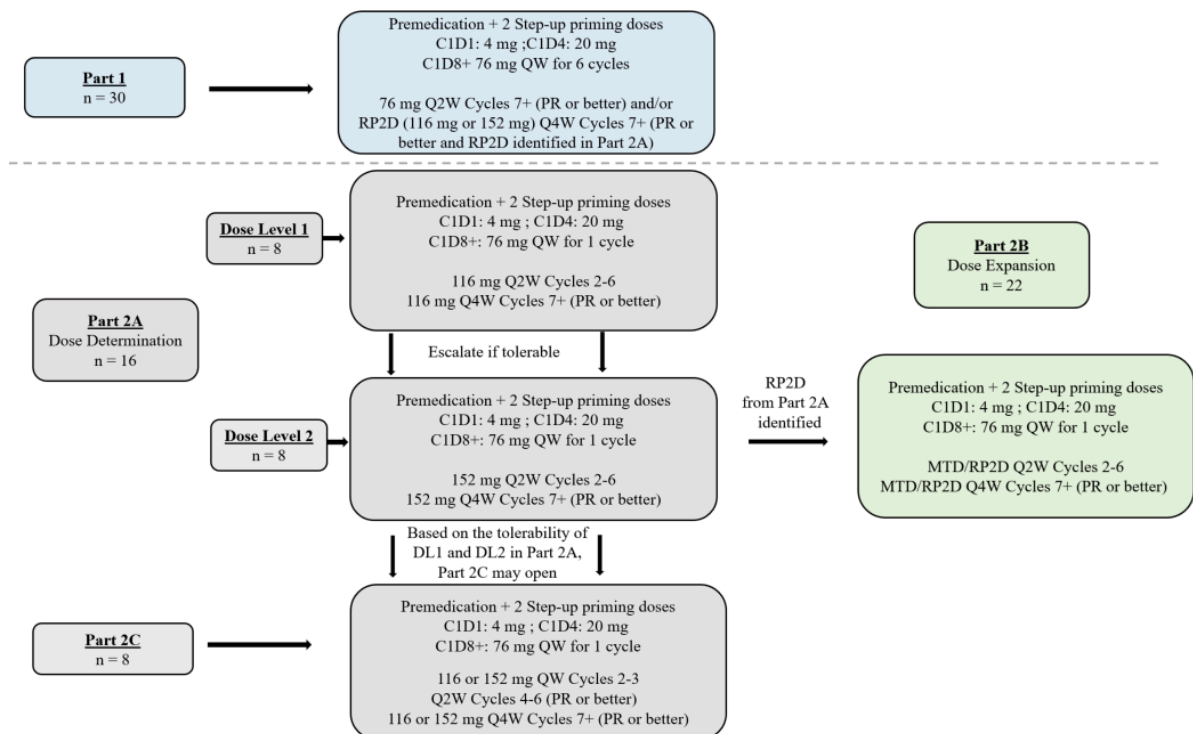 Part 1
n = 30
Premedication + 2 Step-up priming doses
C1D1: 4 mg ;C1D4: 20 mg
C1D8+ 76 mg QW for 6 cycles
76 mg Q2W Cycles 7+ (PR or better) and/or
RP2D (116 mg or 152 mg) Q4W Cycles 7+ (PR or
better and RP2D identified in Part 2A)
Part 2A
Dose Determination
n = 16
Dose Level 1
n = 8
Premedication + 2 Step-up priming doses
C1D1: 4 mg ; C1D4: 20 mg
C1D8+: 76 mg QW for 1 cycle
116 mg Q2W Cycles 2-6
116 mg Q4W Cycles 7+ (PR or better)
Escalate if tolerable
Dose Level 2
n = 8
Premedication + 2 Step-up priming doses
C1D1: 4 mg ; C1D4: 20 mg
C1D8+: 76 mg QW for 1 cycle
152 mg Q2W Cycles 2-6
152 mg Q4W Cycles 7+ (PR or better)
RP2D
from Part 2A
identified
Part 2B
Dose Expansion
n = 22
Premedication + 2 Step-up priming doses
C1D1: 4 mg ; C1D4: 20 mg
C1D8+: 76 mg QW for 1 cycle
MTD/RP2D Q2W Cycles 2-6
MTD/RP2D Q4W Cycles 7+ (PR or better)
Based on the tolerability of
DL1 and DL2 in Part 2A,
Part 2C may open
Part 2C
n = 8
Premedication + 2 Step-up priming doses
C1D1: 4 mg ; C1D4: 20 mg
C1D8+: 76 mg QW for 1 cycle
116 or 152 mg QW Cycles 2-3
Q2W Cycles 4-6 (PR or better)
116 or 152 mg Q4W Cycles 7+ (PR or better)